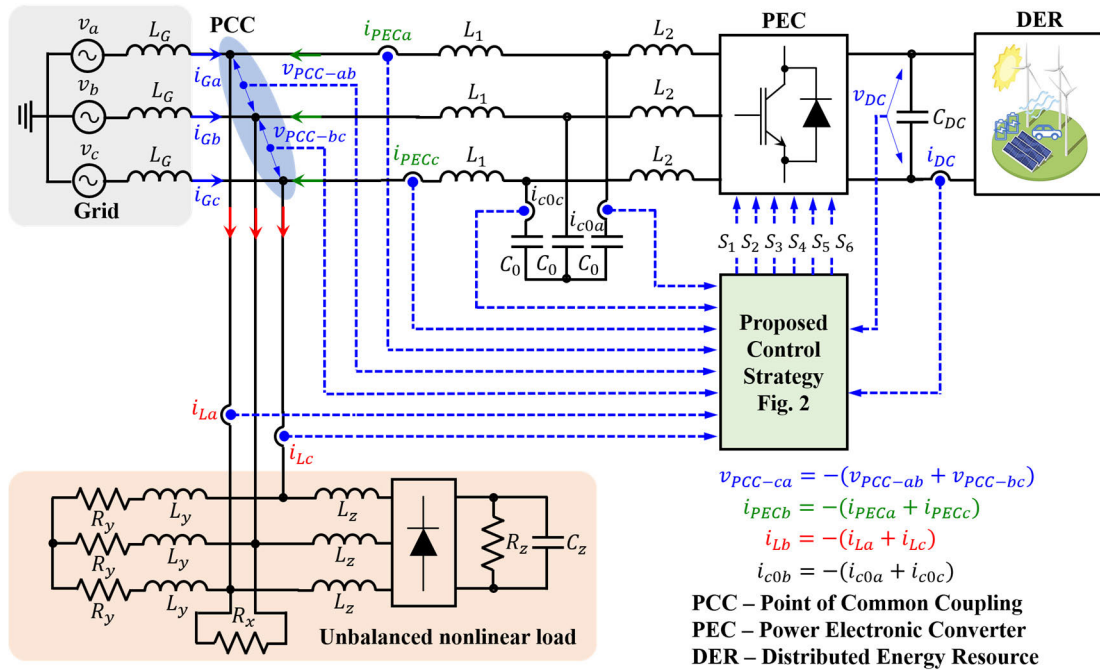 v_a
L_G
PCC
i_PECa
L_1
L_2
PEC
DER
i_Ga
v_PCC−ab
v_b
L_G
L_1
L_2
v_DC
C_DC
i_Gb
v_PCC−bc
v_c
L_G
i_PECc
L_1
L_2
i_DC
i_Gc
Grid
i_c0c
i_c0a
C_0
C_0
C_0
S_1
S_2
S_3
S_4
S_5
S_6
Proposed
Control
Strategy
Fig. 2
i_La
i_Lc
R_y
L_y
L_z
R_y
L_y
L_z
R_z
C_z
R_y
L_y
L_z
R_x
Unbalanced nonlinear load
v_PCC−ca = −(v_PCC−ab + v_PCC−bc)
i_PECb = −(i_PECa + i_PECc)
i_Lb = −(i_La + i_Lc)
i_c0b = −(i_c0a + i_c0c)
PCC – Point of Common Coupling
PEC – Power Electronic Converter
DER – Distributed Energy Resource